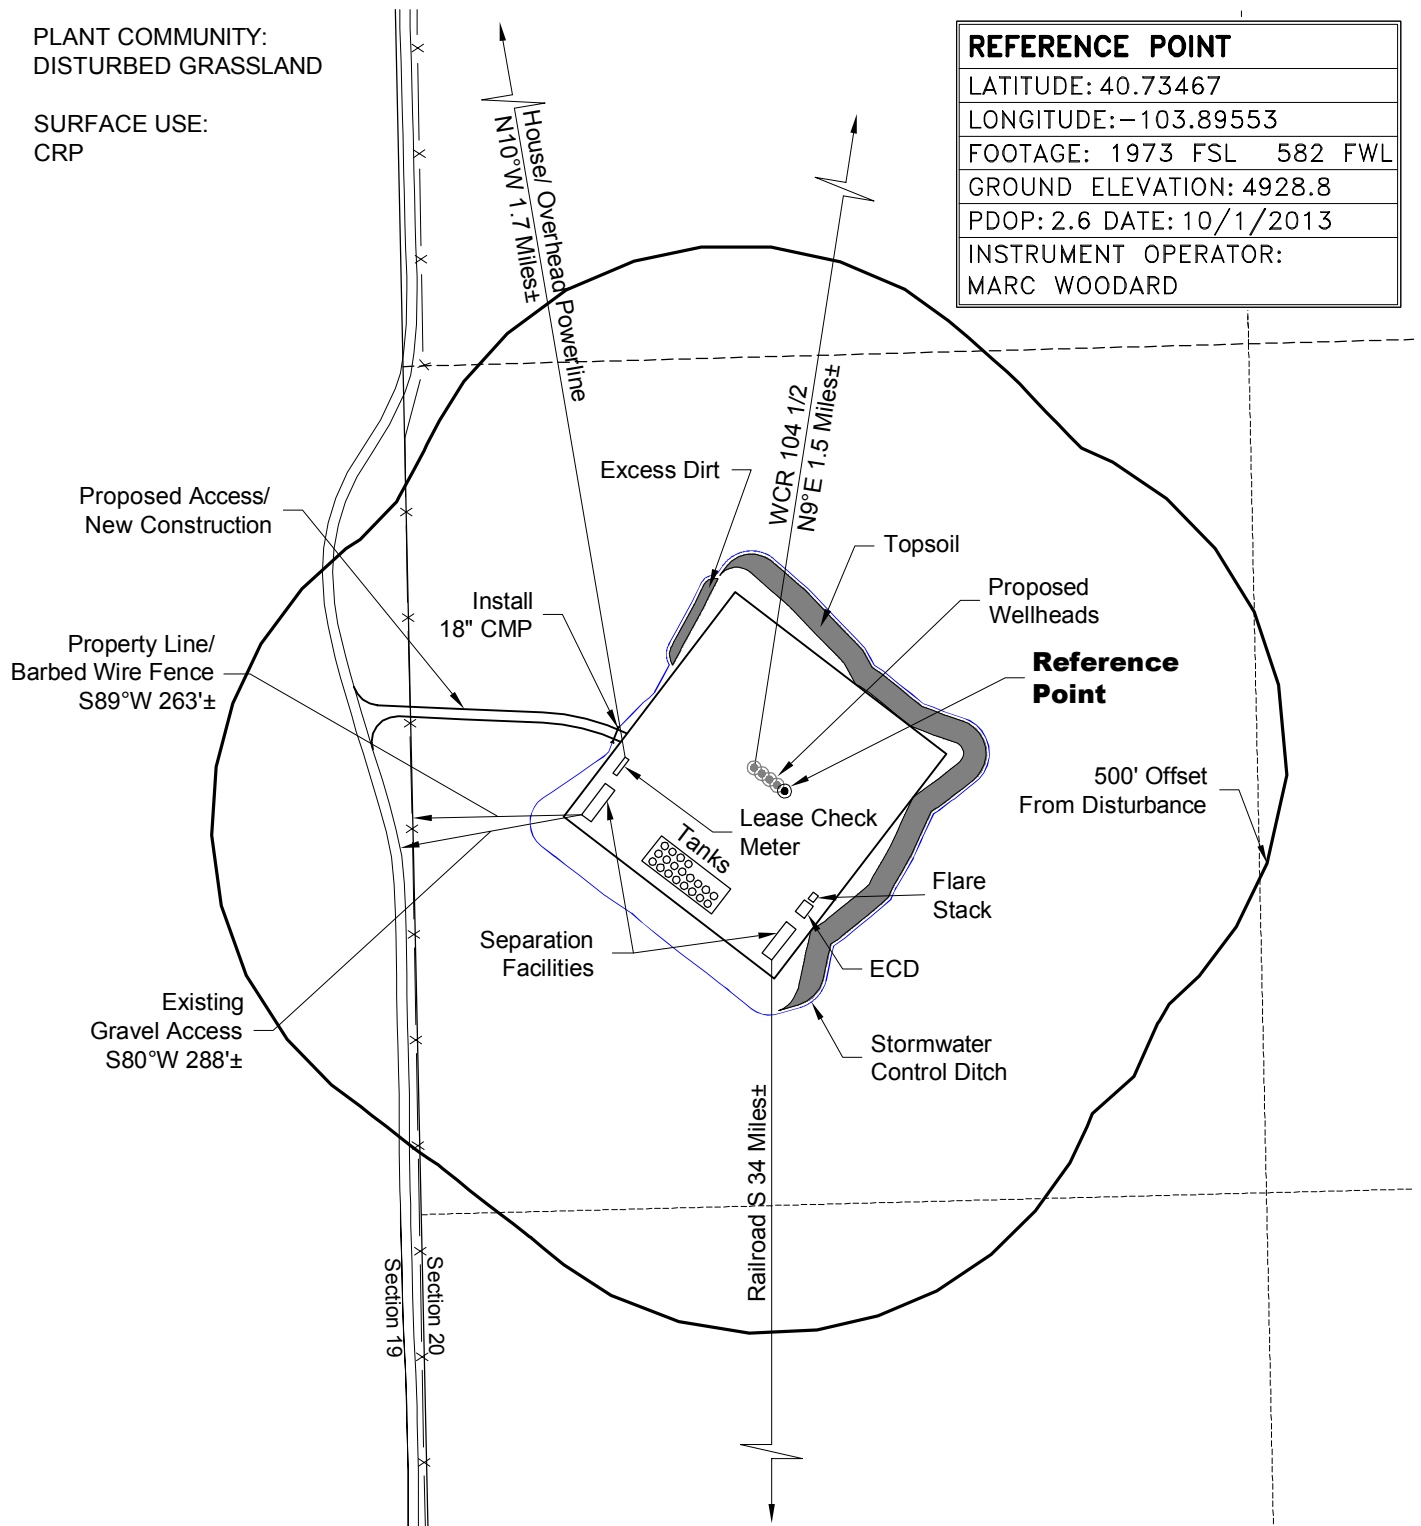 PLANT COMMUNITY:
DISTURBED GRASSLAND
SURFACE USE:
CRP
REFERENCE POINT
LATITUDE: 40.73467
LONGITUDE:-103.89553
FOOTAGE: 1973 FSL 582 FWL
GROUND ELEVATION: 4928.8
PDOP: 2.6 DATE: 10/1/2013
INSTRUMENT OPERATOR:
MARC WOODARD
House/ Overhead Powerline
N10°W 1.7 Miles±
WCR 104 1/2
N9°E 1.5 Miles±
Excess Dirt
Proposed Access/
New Construction
Topsoil
Install
18" CMP
Proposed
Wellheads
Property Line/
Barbed Wire Fence
S89°W 263'±
Reference
Point
500' Offset
From Disturbance
Lease Check
Meter
Tanks
Flare
Stack
Separation
Facilities
ECD
Existing
Gravel Access
S80°W 288'±
Stormwater
Control Ditch
Railroad S 34 Miles±
Section 19
Section 20